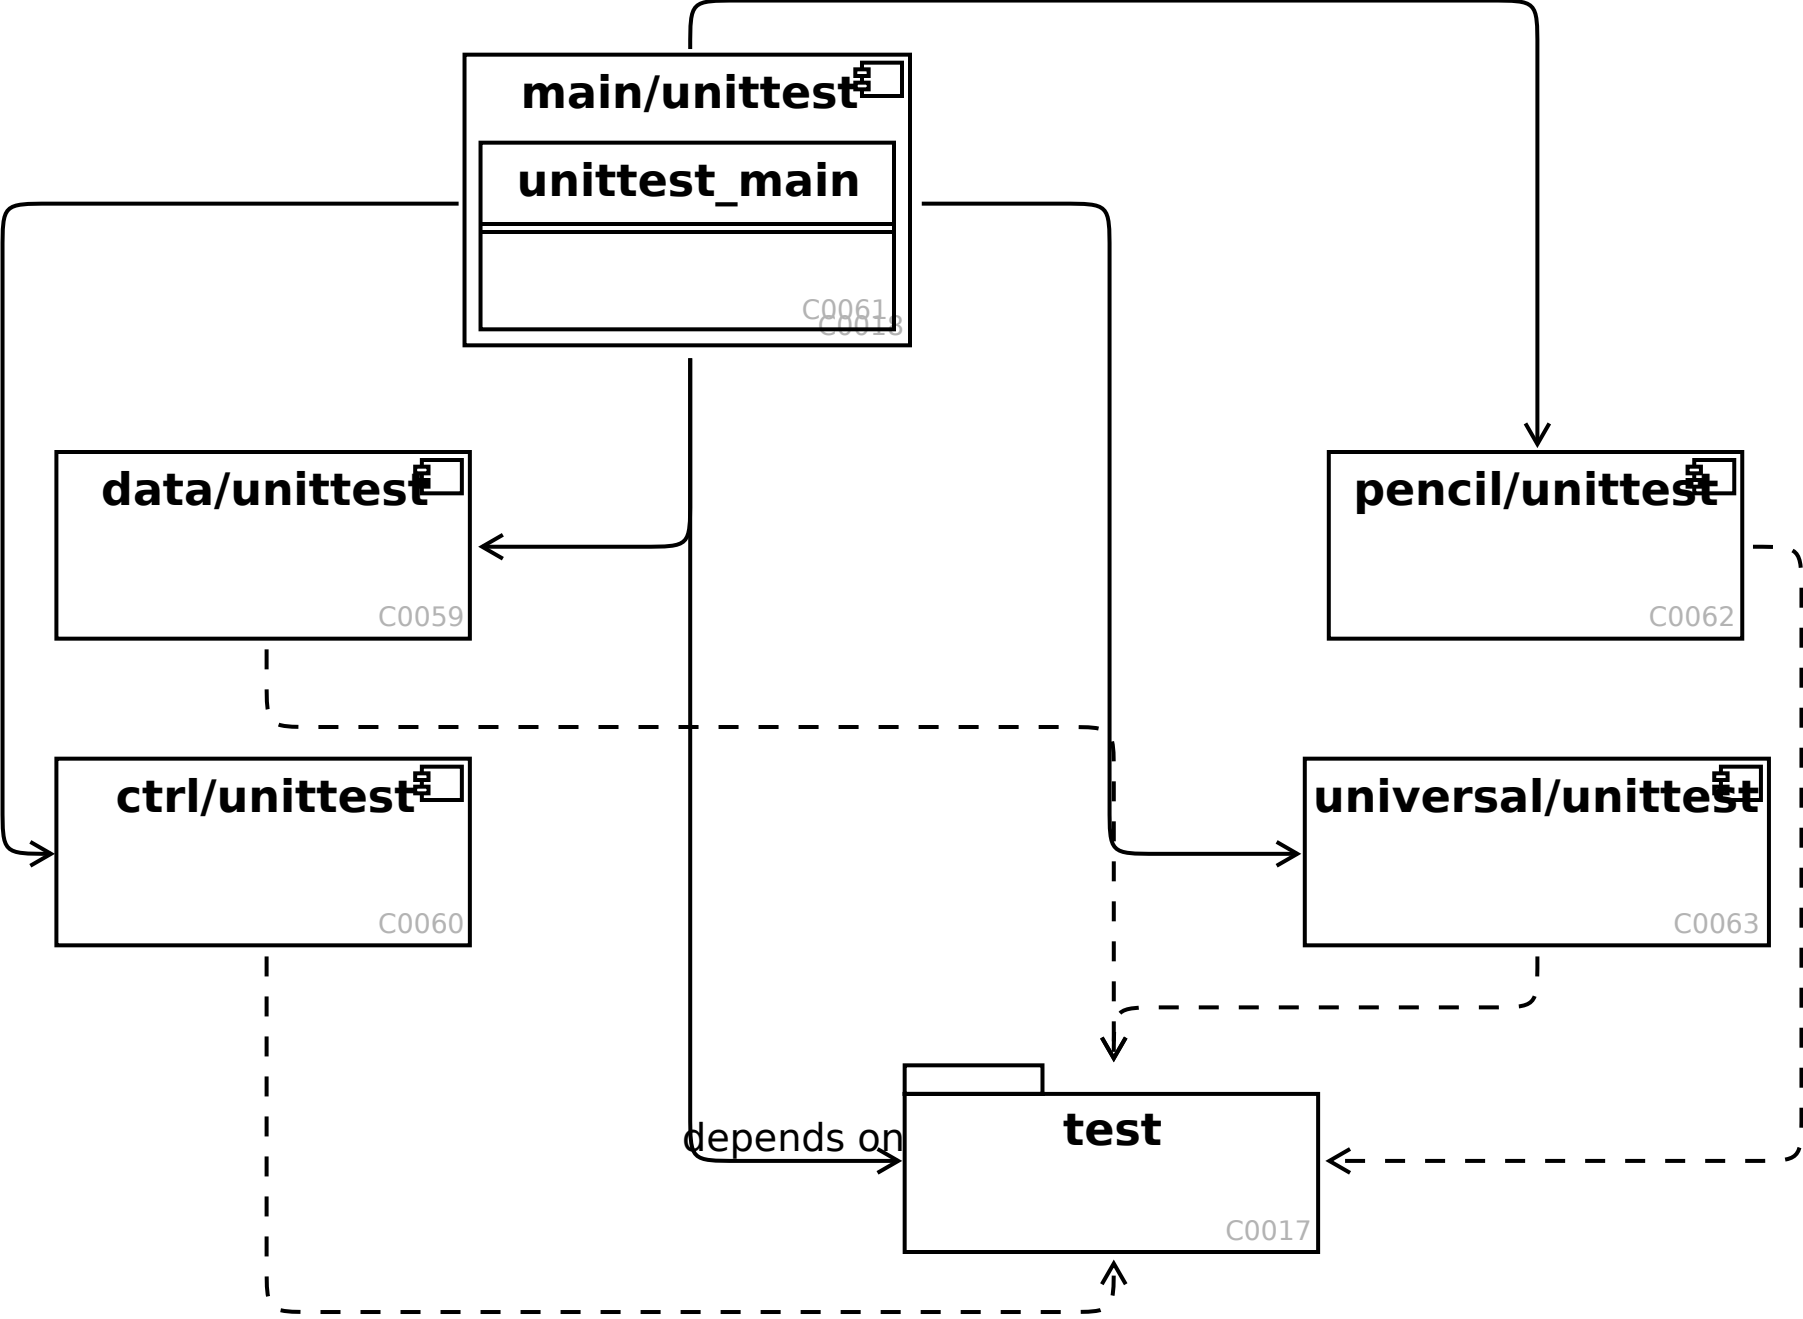 main/unittest
unittest_main
C0061
C0018
data/unittest
C0059
pencil/unittest
C0062
ctrl/unittest
C0060
universal/unittest
C0063
depends on
test
C0017